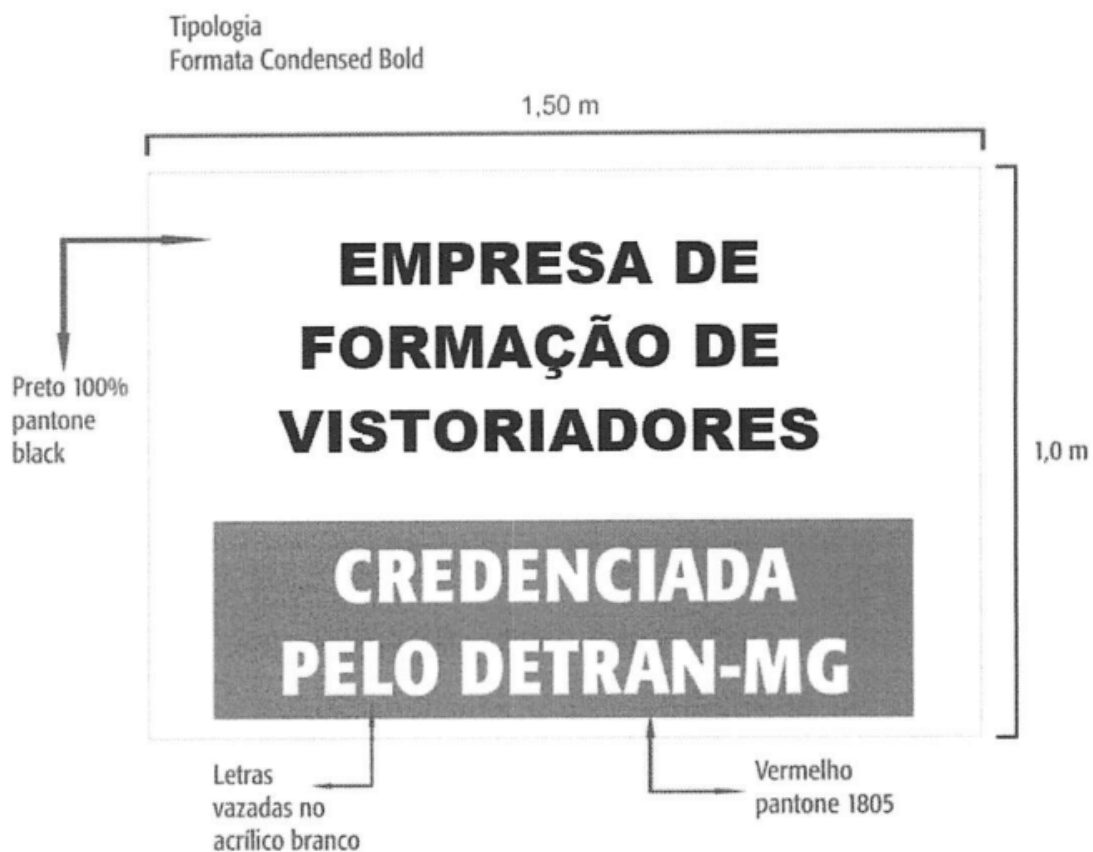 Tipologia
Formata Condensed Bold
1,50 m
EMPRESA DE
FORMAÇÃO DE
VISTORIADORES
Preto 100%
pantone
black
1,0 m
CREDENCIADA
PELO DETRAN-MG
Letras
vazadas no
acrílico branco
Vermelho
pantone 1805